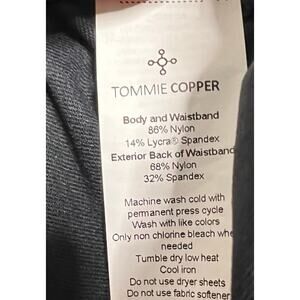 TOMMIE COPPER
Body and Waistband
86% Nylon
14% Lycra® Spandex
Exterior Back of Waistband
68% Nylon
32% Spandex
Machine wash cold with
permanent press cycle
Wash with like colors
Only non chlorine bleach whe
needed
Tumble dry low heat
Cool iron
Do not use dryer sheets
Do not use fabric softener